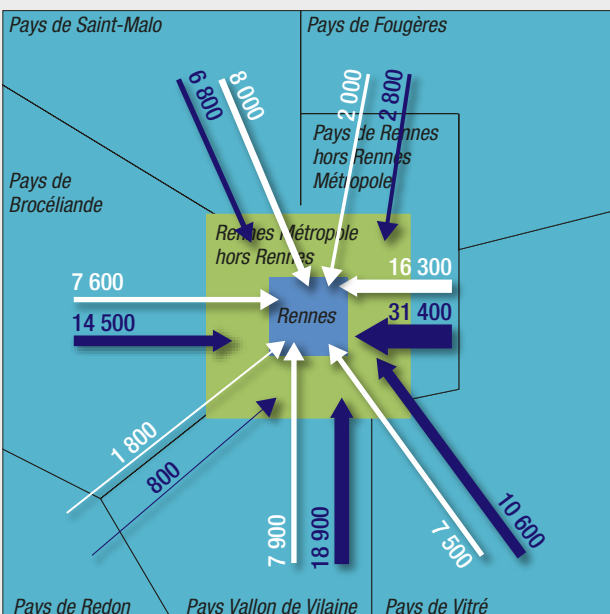 Pays de Saint-Malo
Pays de Fougères
6 800
8 000
2 000
2 800
Pays de Rennes
hors Rennes
Métropole
Pays de
Brocéliande
Rennes Métropole
hors Rennes
16 300
7 600
14 500
Rennes
31 400
1 800
800
7 900
18 900
7 500
10 600
Pays de Redon
Pays Vallon de Vilaine
Pays de Vitré